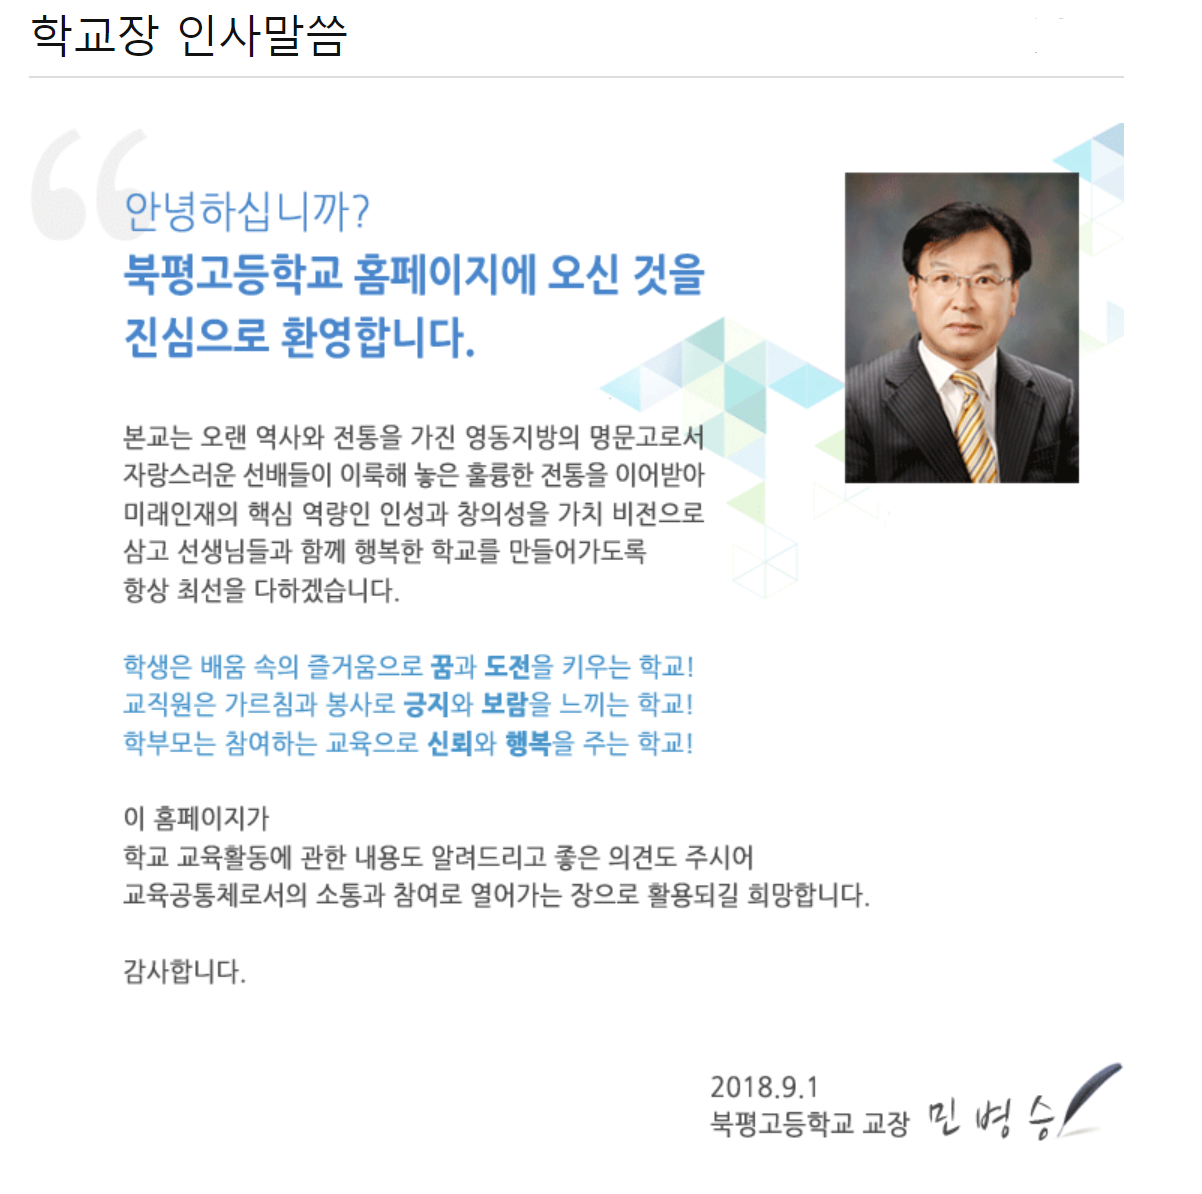 학교장 인사말씀
안녕하십니까?
북평고등학교 홈페이지에 오신 것을
진심으로 환영합니다.
본교는 오랜 역사와 전통을 가진 영동지방의 명문고로서
자랑스러운 선배들이 이룩해 놓은 훌륭한 전통을 이어받아
미래인재의 핵심 역량인 인성과 창의성을 가치 비전으로
삼고 선생님들과 함께 행복한 학교를 만들어가도록
항상 최선을 다하겠습니다.
학생은 배움 속의 즐거움으로 꿈과 도전을 키우는 학교!
교직원은 가르침과 봉사로 긍지와 보람을 느끼는 학교!
학부모는 참여하는 교육으로 신뢰와 행복을 주는 학교!
이 홈페이지가
학교 교육활동에 관한 내용도 알려드리고 좋은 의견도 주시어
교육공통체로서의 소통과 참여로 열어가는 장으로 활용되길 희망합니다.
감사합니다.
2018.9.1
북평고등학교 교장 민병승